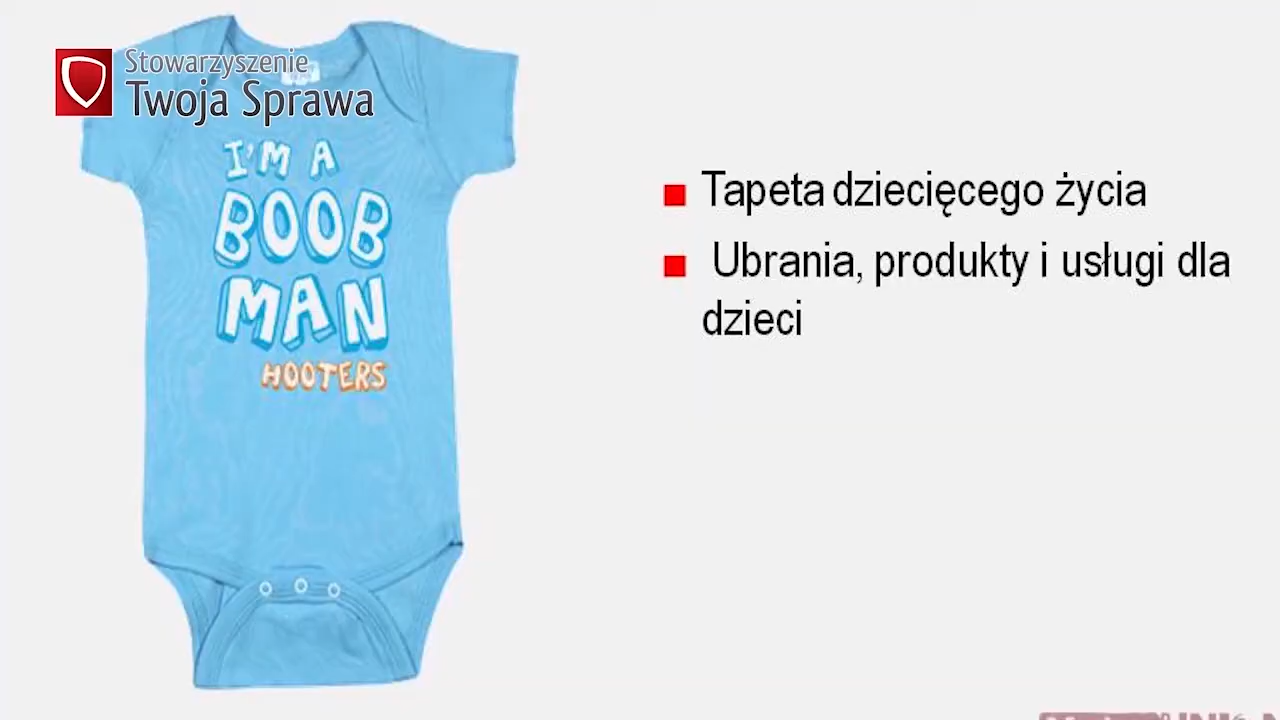 Stowarzyszenie
Twoja Sprawa
I'M A
BOOB
MAN
HOOTERS
Tapeta dziecięcego życia
Ubrania, produkty i usługi dla
dzieci